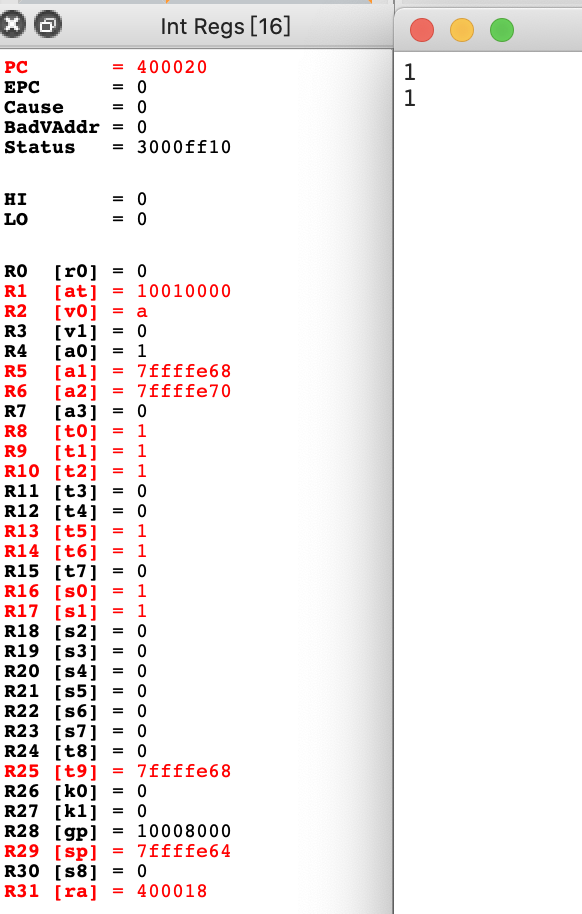 Int Regs [16]
PC = 400020
EPC = 0
Cause = 0
BadVAddr = 0
Status = 3000ff10
HI = 0
LO = 0
R0 [r0] = 0
R1 [at] = 10010000
R2 [v0] = a
R3 [v1] = 0
R4 [a0] = 1
R5 [a1] = 7ffffe68
R6 [a2] = 7ffffe70
R7 [a3] = 0
R8 [t0] = 1
R9 [t1] = 1
R10 [t2] = 1
R11 [t3] = 0
R12 [t4] = 0
R13 [t5] = 1
R14 [t6] = 1
R15 [t7] = 0
R16 [s0] = 1
R17 [s1] = 1
R18 [s2] = 0
R19 [s3] = 0
R20 [s4] = 0
R21 [s5] = 0
R22 [s6] = 0
R23 [s7] = 0
R24 [t8] = 0
R25 [t9] = 7ffffe68
R26 [k0] = 0
R27 [k1] = 0
R28 [gp] = 10008000
R29 [sp] = 7ffffe64
R30 [s8] = 0
R31 [ra] = 400018
1
1